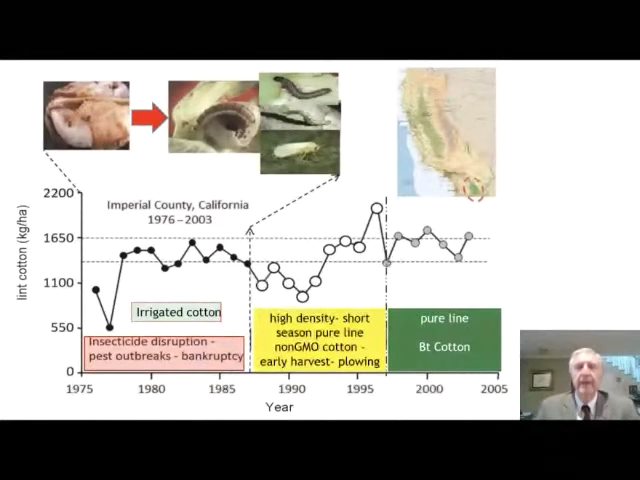 Imperial County, California
1976-2003
lint cotton (kg/ha)
2200
1650
1100
550
0
Irrigated cotton
Insecticide disruption -
pest outbreaks - bankruptcy
high density- short
season pure line
nonGMO cotton -
early harvest- plowing
pure line
Bt Cotton
1975
1980
1985
1990
1995
2000
2005
Year